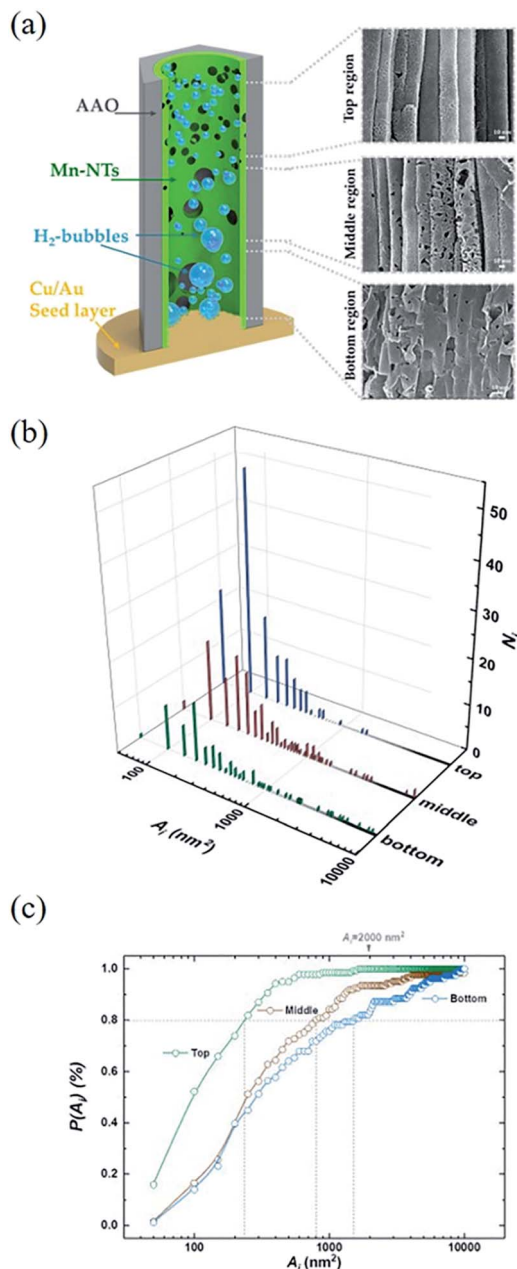 (a)
AAO
Mn-NTs
H₂-bubbles
Cu/Au
Seed layer
Top region
Middle region
Bottom region
(b)
50
40
30
20
10
0
Nᵢ
top
middle
bottom
100
1000
10000
Aᵢ (nm²)
(c)
Aᵢ=2000 nm²
1.0
0.8
0.6
0.4
0.2
0.0
P(Aᵢ) (%)
Top
Middle
Bottom
100
1000
10000
Aᵢ (nm²)